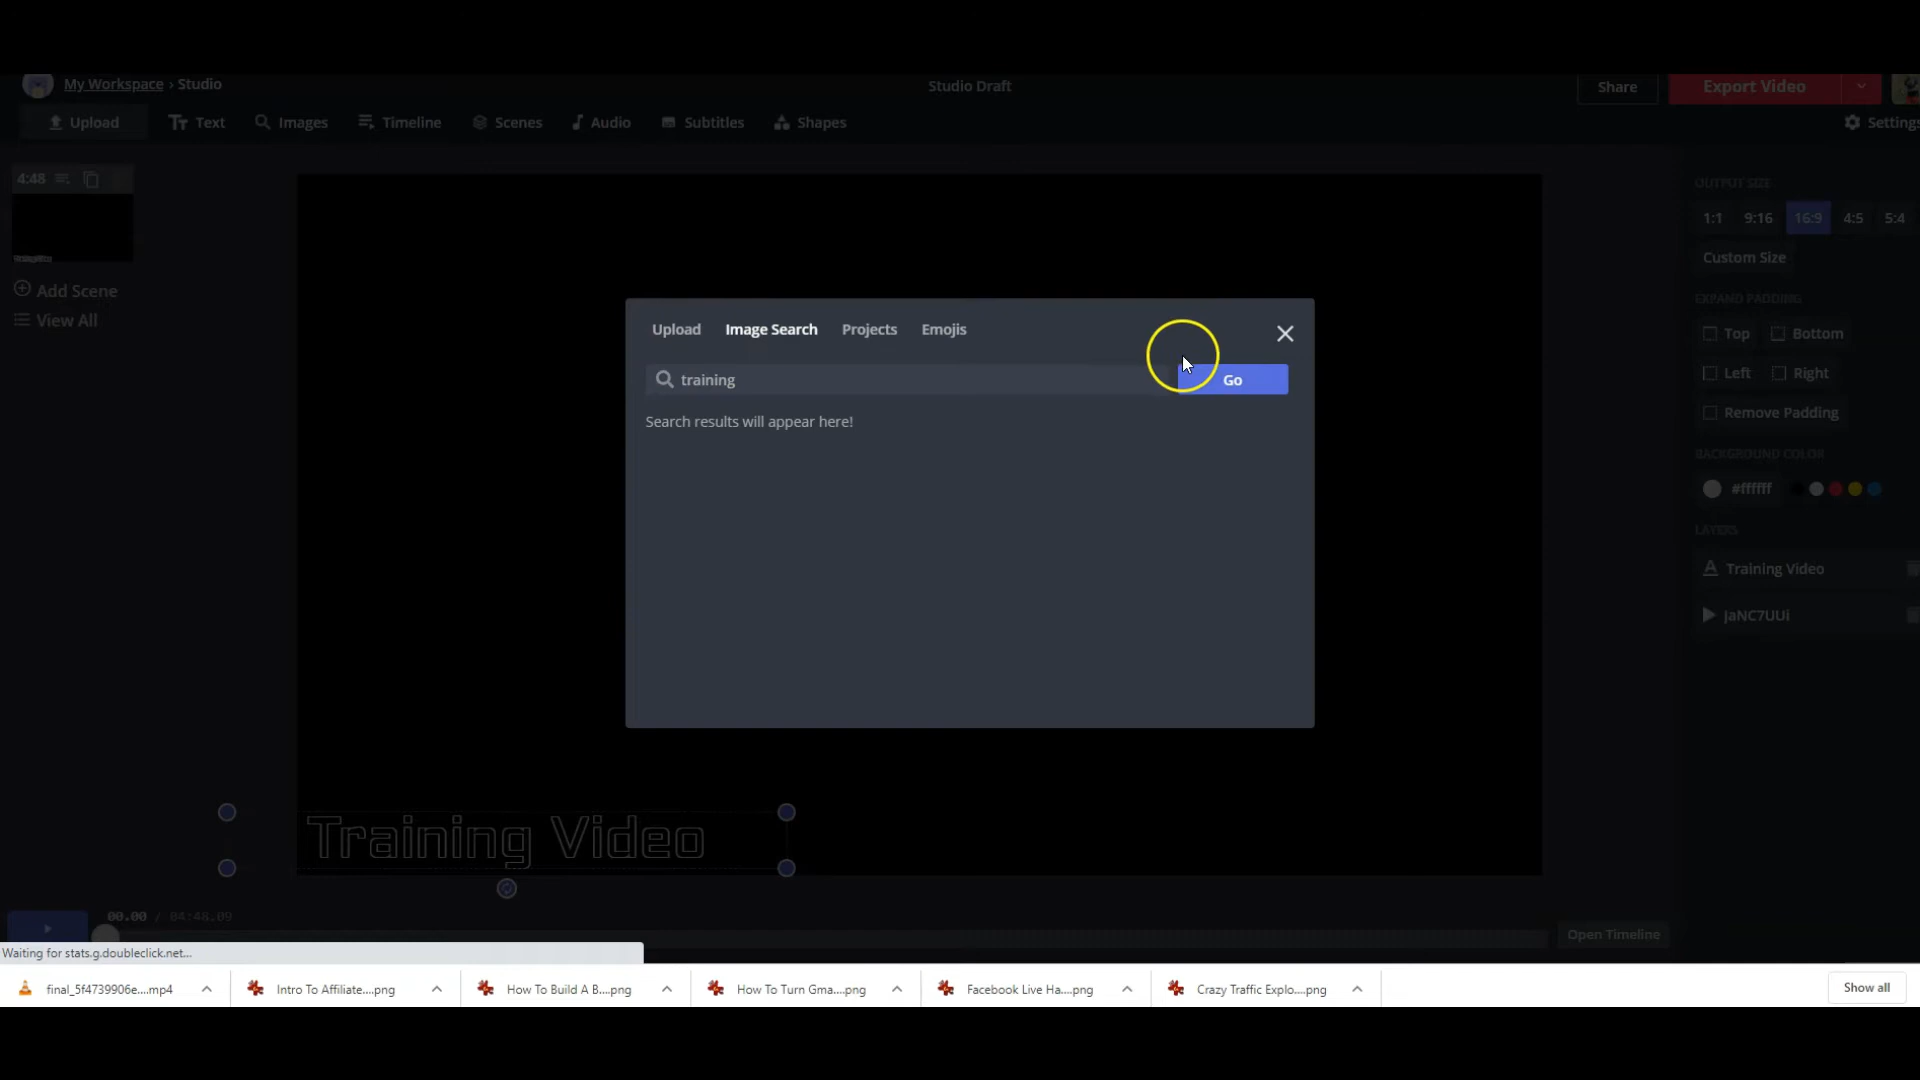 My Workspace › Studio
Studio Draft
Share
Export Video
Upload
Text
Images
Timeline
Scenes
Audio
Subtitles
Shapes
Settings
4:48
Add Scene
View All
OUTPUT SIZE
1:1 9:16 16:9 4:5 5:4
Custom Size
EXPAND PADDING
Top Bottom
Left Right
Remove Padding
BACKGROUND COLOR
#ffffff
LAYERS
Training Video
JaNC7UUi
Upload Image Search Projects Emojis
training
Go
Search results will appear here!
Training Video
00.00 / 04:48.09
Open Timeline
Waiting for stats.g.doubleclick.net...
final_5f4739906e....mp4
Intro To Affiliate....png
How To Build A B....png
How To Turn Gma....png
Facebook Live Ha....png
Crazy Traffic Explo....png
Show all